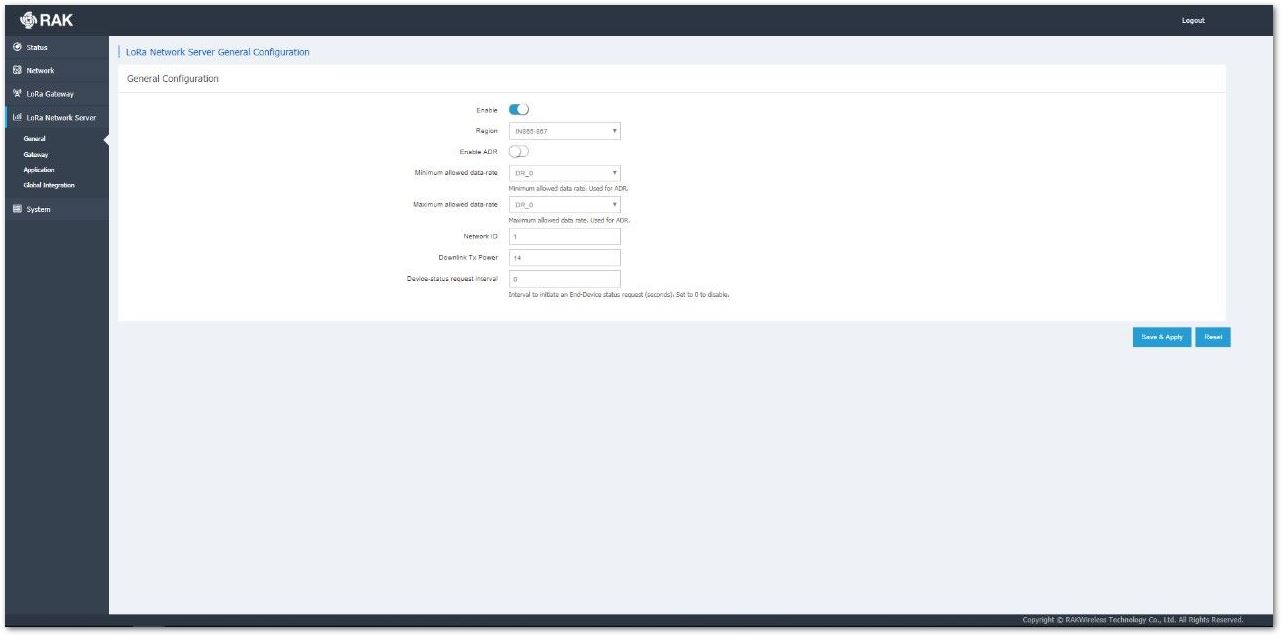 RAK
Logout
Status
Network
LoRa Gateway
LoRa Network Server
General
Gateway
Application
Global Integration
System
LoRa Network Server General Configuration
General Configuration
Enable
Region IN865-867
Enable ADR
Minimum allowed data-rate DR_0
Minimum allowed data rate. Used for ADR.
Maximum allowed data-rate DR_0
Maximum allowed data rate. Used for ADR.
Network ID 1
Downlink Tx Power 14
Device-status request interval 0
Interval to initiate an End-Device status request (seconds). Set to 0 to disable.
Save & Apply Reset
Copyright © RAKWireless Technology Co., Ltd. All Rights Reserved.